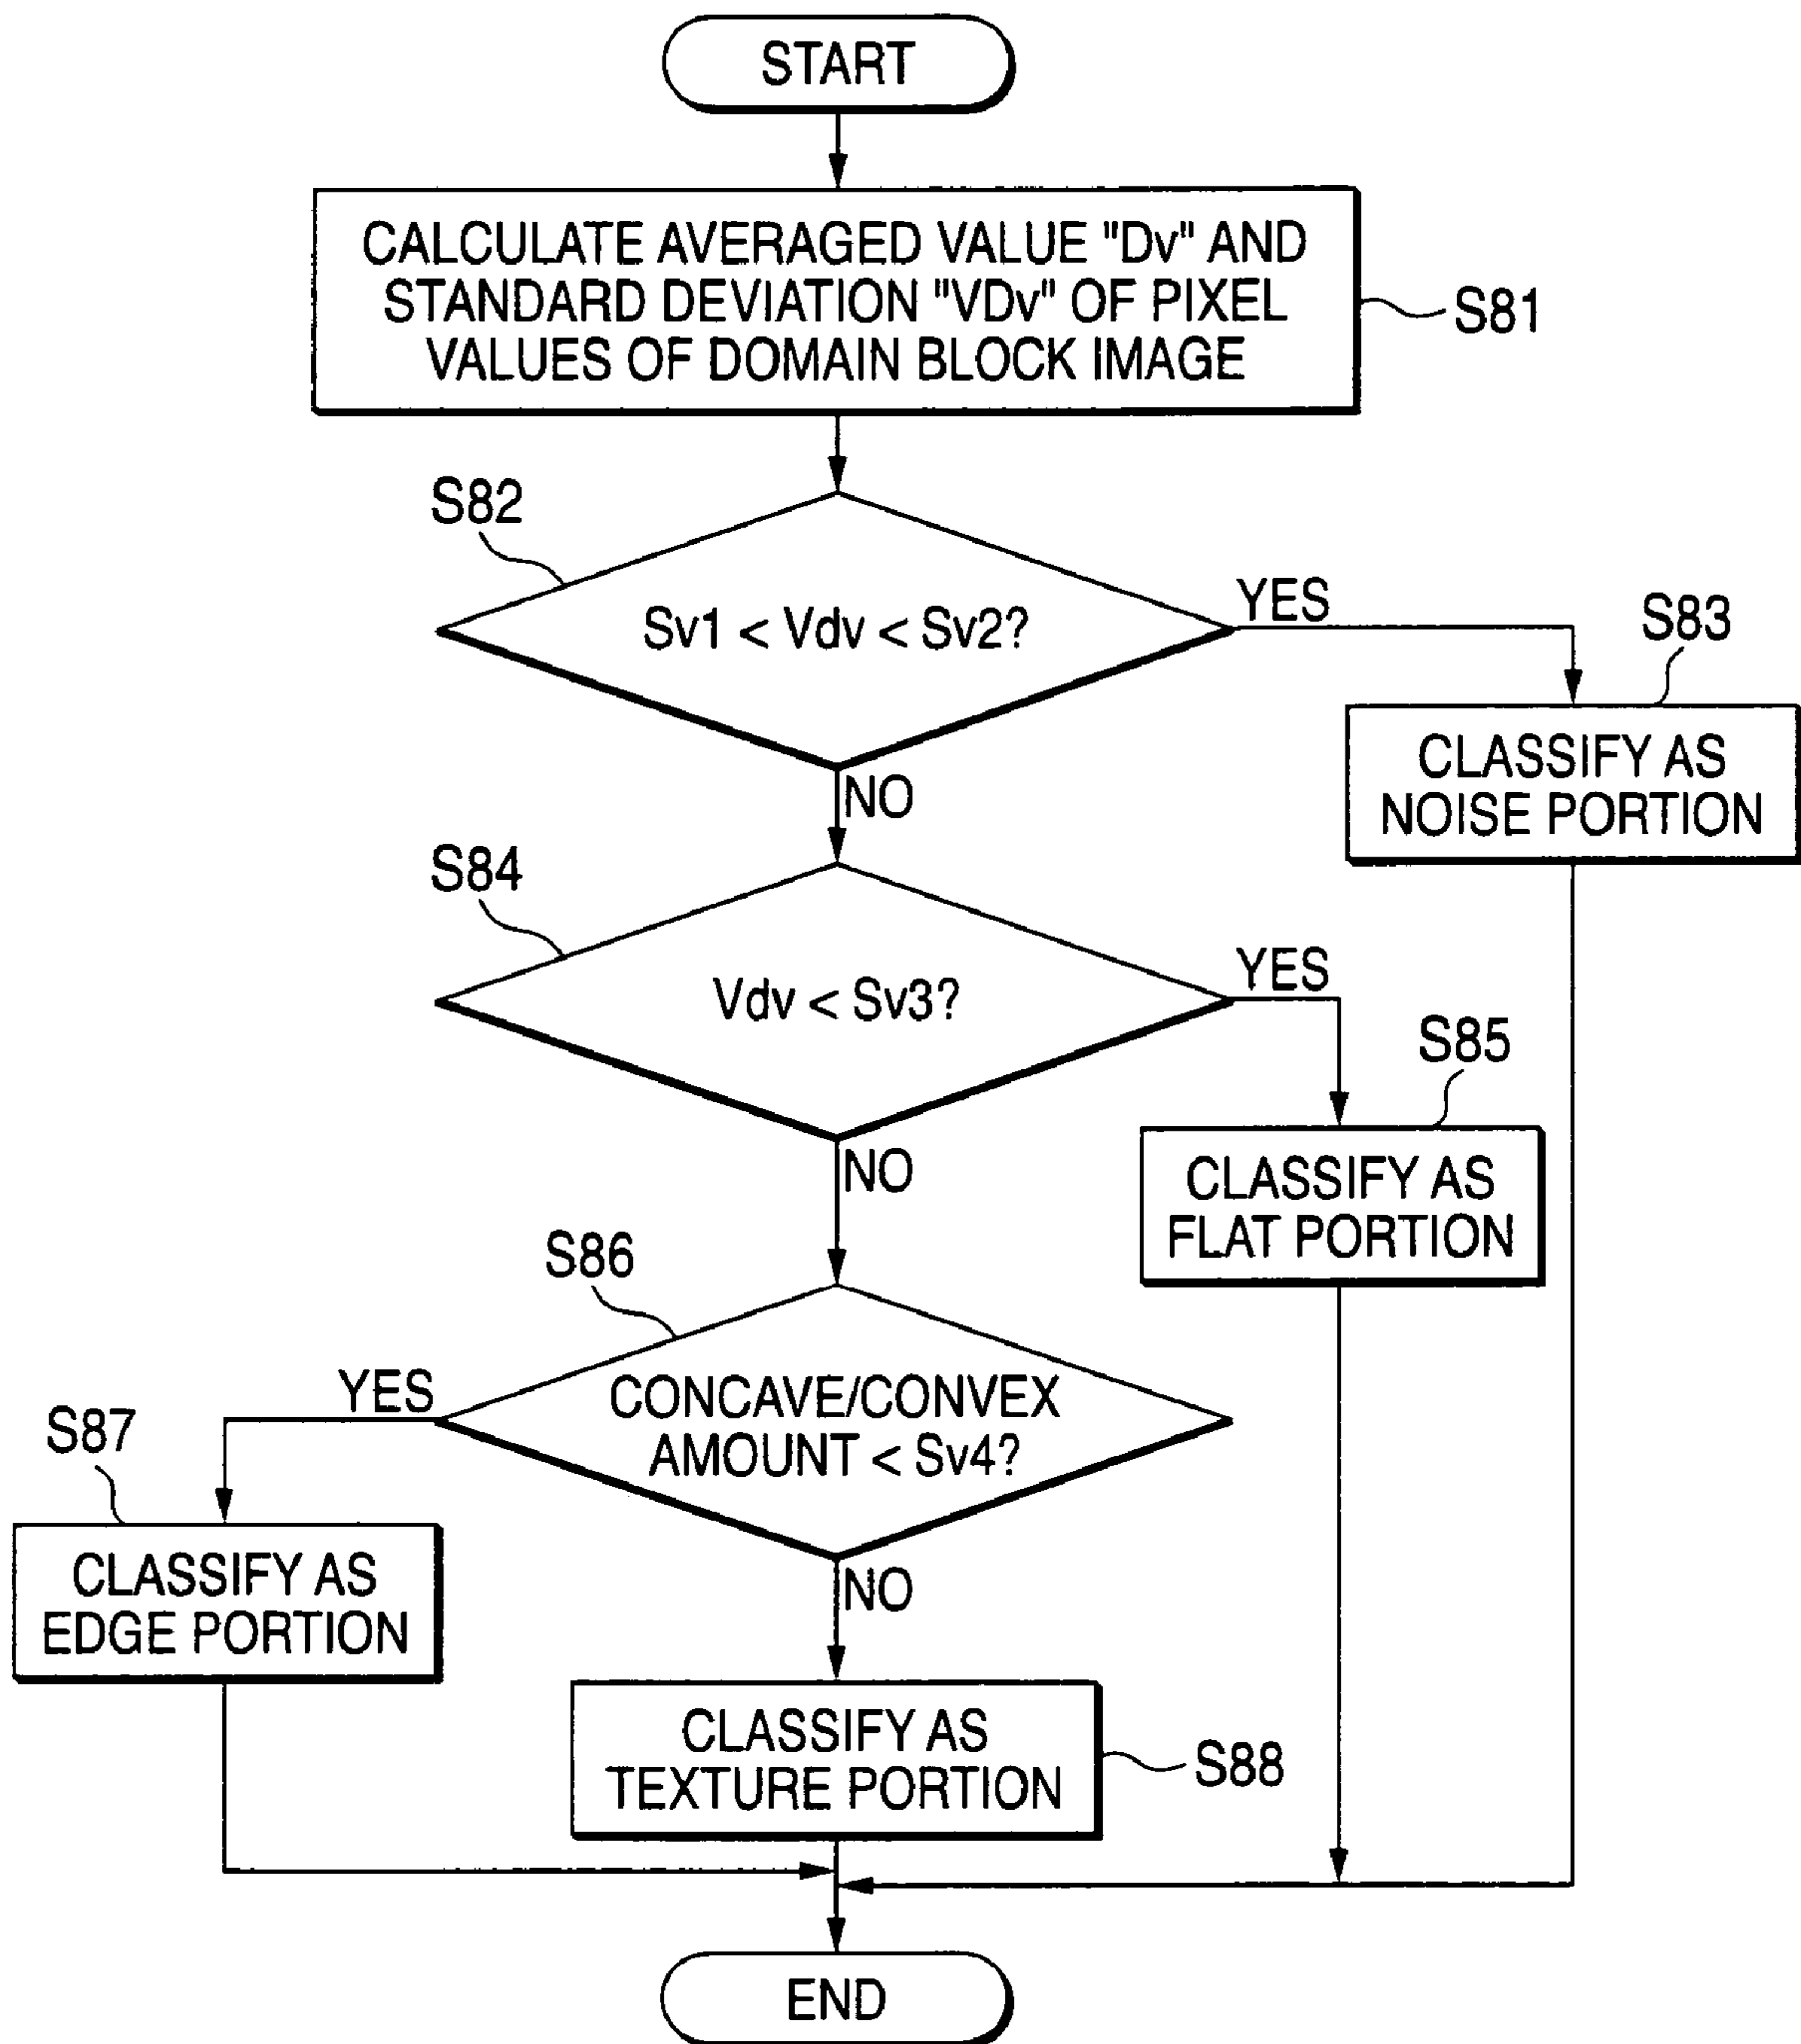 START
CALCULATE AVERAGED VALUE "Dv" AND
STANDARD DEVIATION "VDv" OF PIXEL
VALUES OF DOMAIN BLOCK IMAGE
S81
S82
Sv1 < Vdv < Sv2?
YES
S83
CLASSIFY AS
NOISE PORTION
NO
S84
Vdv < Sv3?
YES
S85
CLASSIFY AS
FLAT PORTION
NO
S86
CONCAVE/CONVEX
AMOUNT < Sv4?
YES
S87
CLASSIFY AS
EDGE PORTION
NO
CLASSIFY AS
TEXTURE PORTION
S88
END